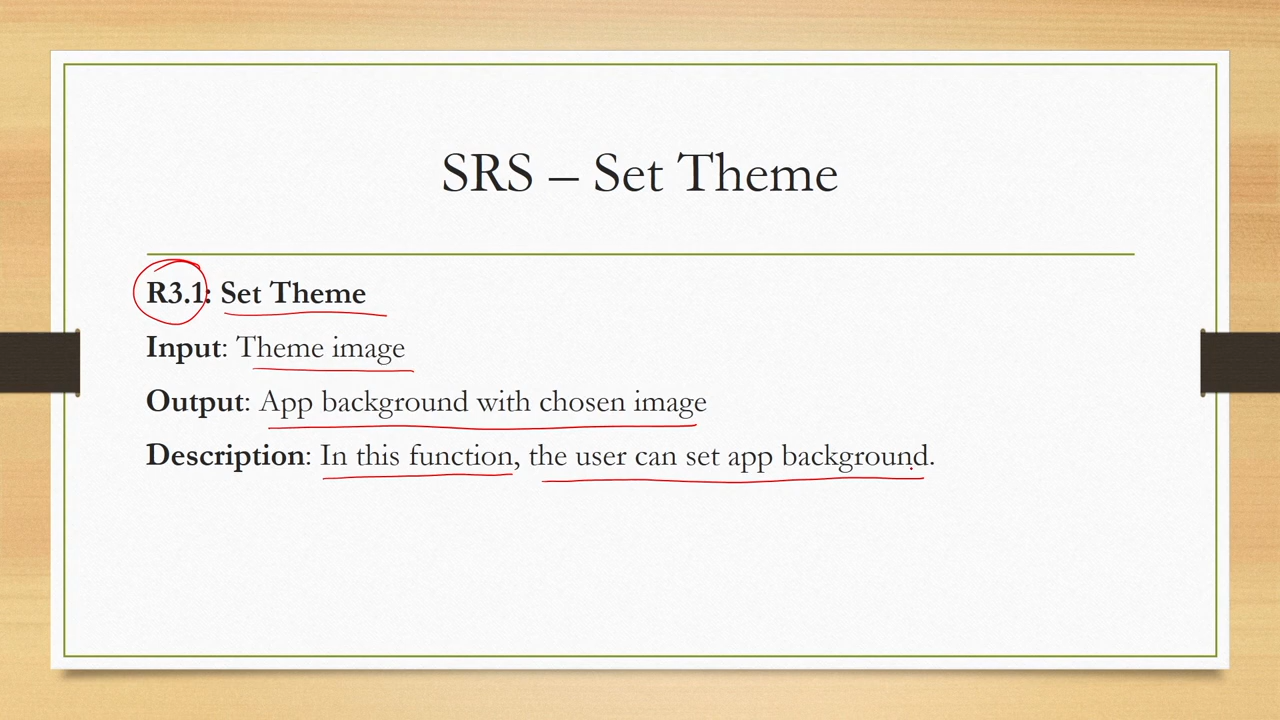 SRS – Set Theme
R3.1: Set Theme
Input: Theme image
Output: App background with chosen image
Description: In this function, the user can set app background.